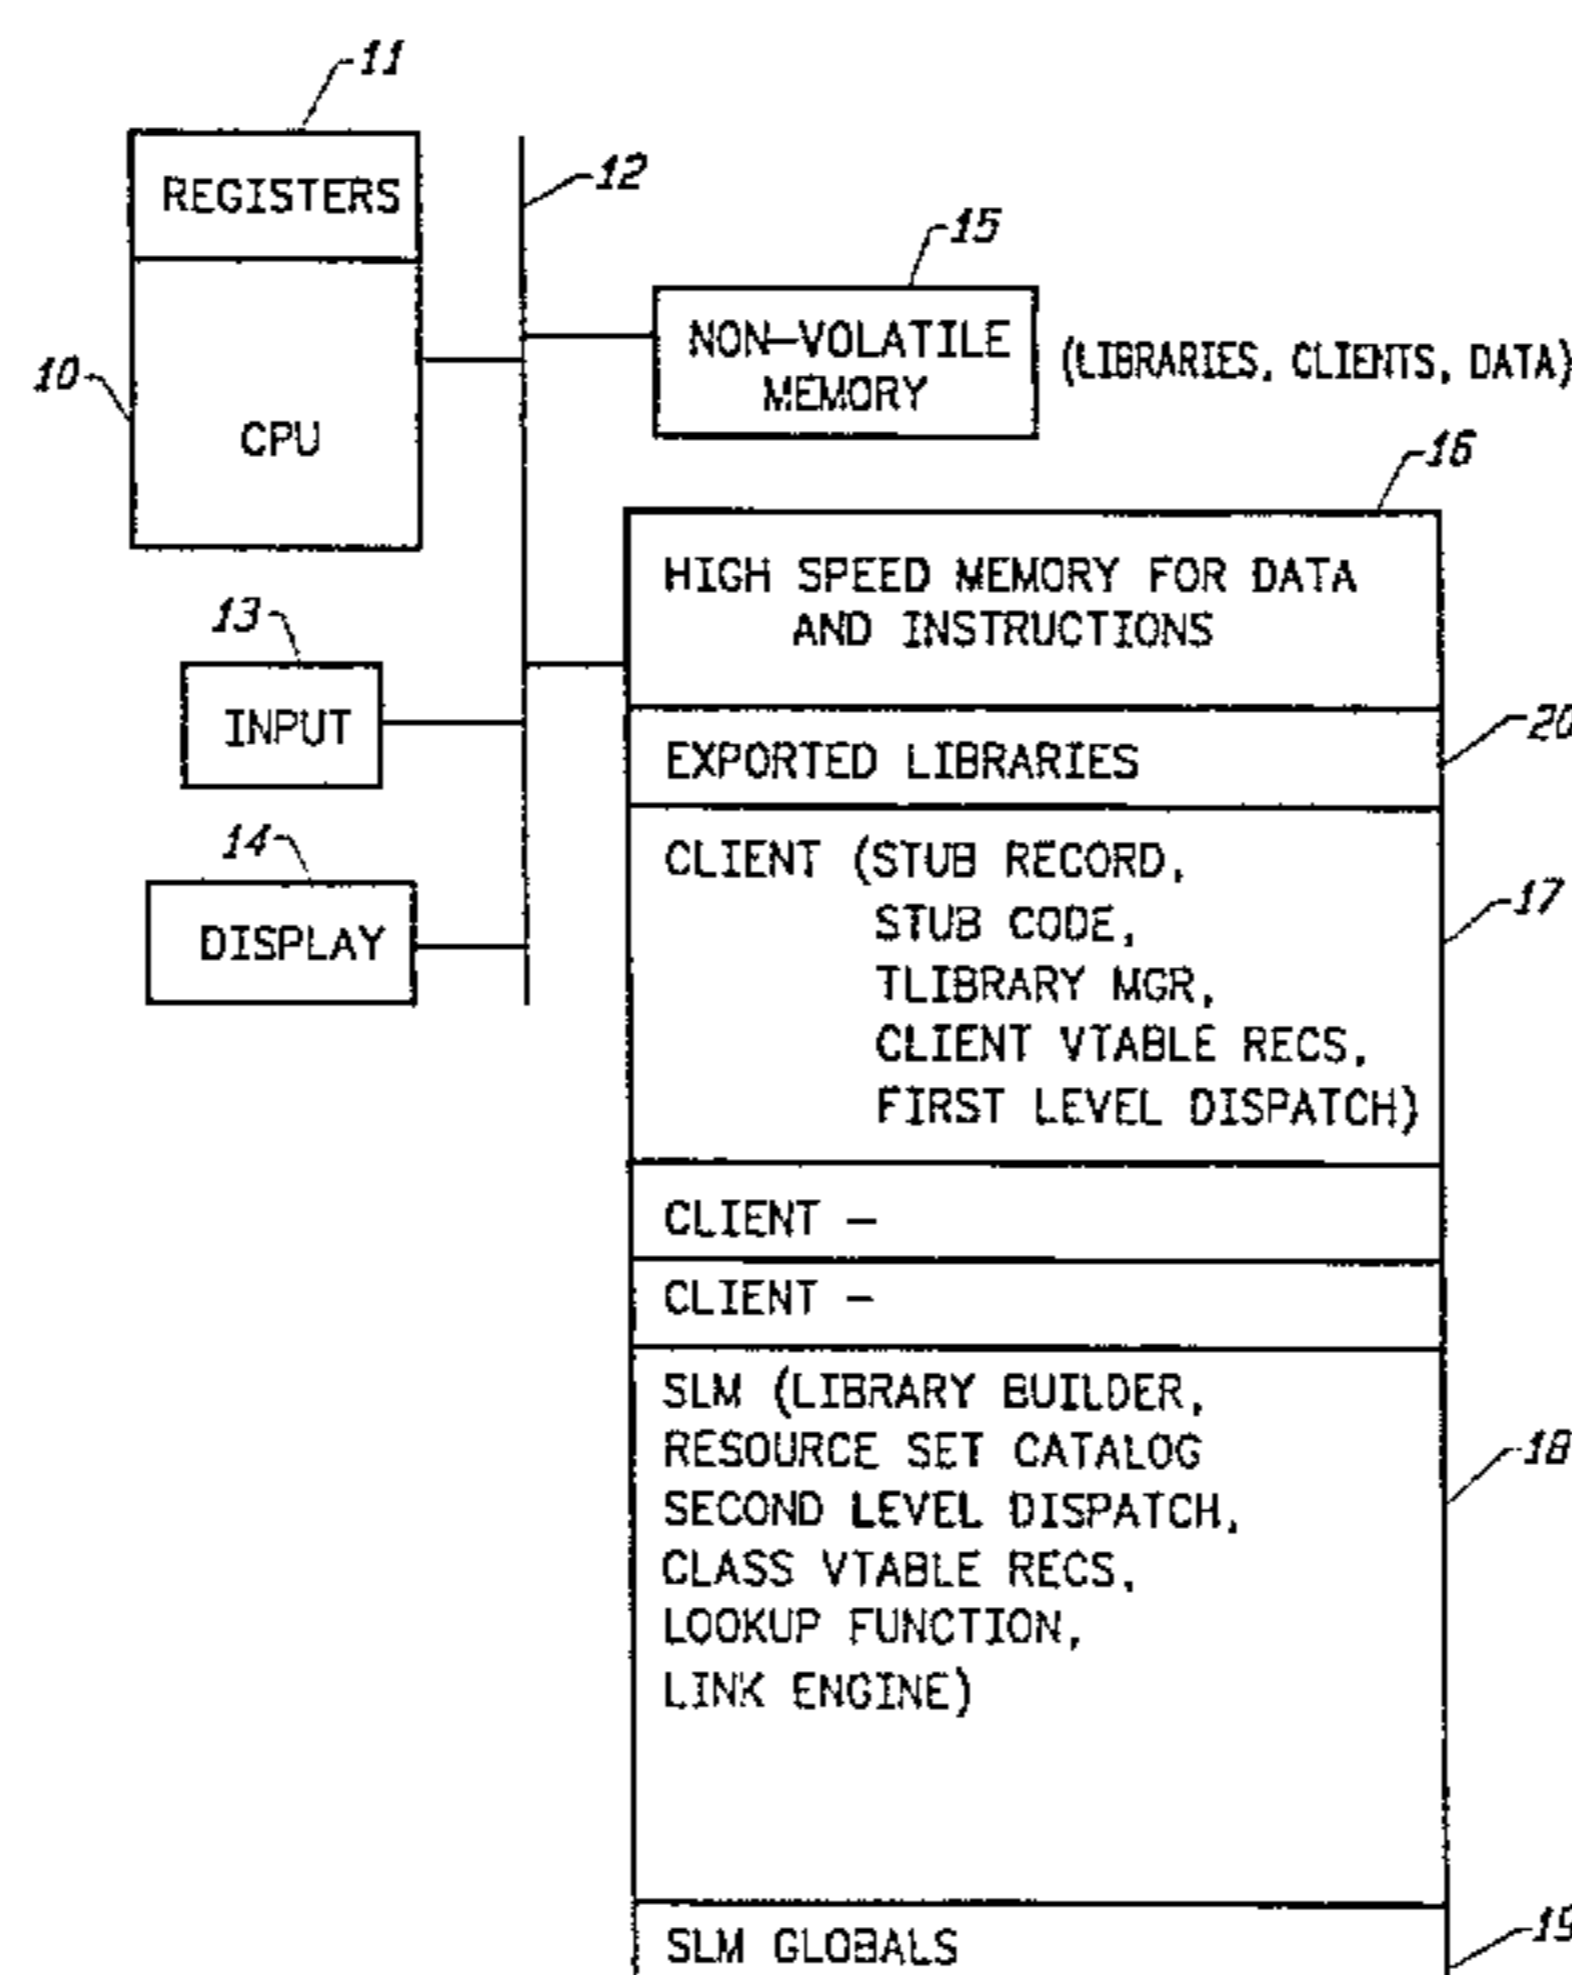 11
REGISTERS
12
15
NON-VOLATILE
MEMORY
(LIBRARIES, CLIENTS, DATA)
10
CPU
16
HIGH SPEED MEMORY FOR DATA
AND INSTRUCTIONS
13
INPUT
20
EXPORTED LIBRARIES
14
DISPLAY
CLIENT (STUB RECORD,
STUB CODE,
TLIBRARY MGR,
CLIENT VTABLE RECS,
FIRST LEVEL DISPATCH)
17
CLIENT –
CLIENT –
SLM (LIBRARY BUILDER,
RESOURCE SET CATALOG
SECOND LEVEL DISPATCH,
CLASS VTABLE RECS,
LOOKUP FUNCTION,
LINK ENGINE)
18
SLM GLOBALS
19